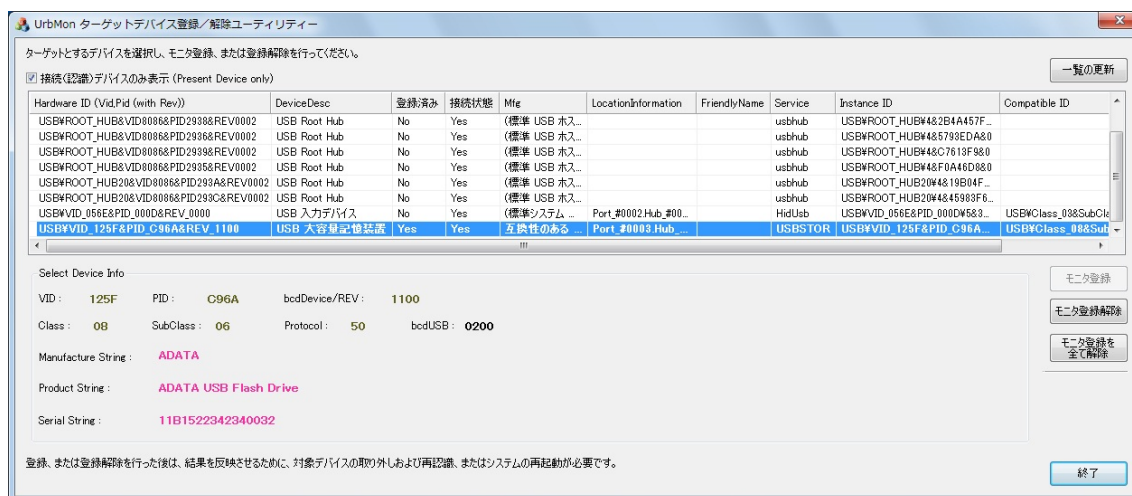 UrbMon ターゲットデバイス登録／解除ユーティリティー
ターゲットとするデバイスを選択し、モニタ登録、または登録解除を行ってください。
接続(認識)デバイスのみ表示 (Present Device only)
一覧の更新
Hardware ID (Vid,Pid (with Rev)) DeviceDesc 登録済み 接続状態 Mfg LocationInformation FriendlyName Service Instance ID Compatible ID
USB¥ROOT_HUB&VID8086&PID2938&REV0002 USB Root Hub No Yes (標準 USB ホス... usbhub USB¥ROOT_HUB¥4&2B4A457F...
USB¥ROOT_HUB&VID8086&PID2939&REV0002 USB Root Hub No Yes (標準 USB ホス... usbhub USB¥ROOT_HUB¥4&5793EDA&0
USB¥ROOT_HUB&VID8086&PID2936&REV0002 USB Root Hub No Yes (標準 USB ホス... usbhub USB¥ROOT_HUB¥4&C7613F9&0
USB¥ROOT_HUB&VID8086&PID2935&REV0002 USB Root Hub No Yes (標準 USB ホス... usbhub USB¥ROOT_HUB¥4&F0A46D8&0
USB¥ROOT_HUB20&VID8086&PID293A&REV0002 USB Root Hub No Yes (標準 USB ホス... usbhub USB¥ROOT_HUB20¥4&19B04F...
USB¥ROOT_HUB20&VID8086&PID293C&REV0002 USB Root Hub No Yes (標準 USB ホス... usbhub USB¥ROOT_HUB20¥4&45983F6...
USB¥VID_056E&PID_000D&REV_0000 USB 入力デバイス No Yes (標準システム ... Port_#0002.Hub_#00... HidUsb USB¥VID_056E&PID_000D¥5&3... USB¥Class_03&SubCla
USB¥VID_125F&PID_C96A&REV_1100 USB 大容量記憶装置 Yes Yes 互換性のある ... Port_#0003.Hub_... USBSTOR USB¥VID_125F&PID_C96A... USB¥Class_08&Sub
Select Device Info
モニタ登録
VID : 125F PID : C96A bcdDevice/REV : 1100
モニタ登録解除
Class : 08 SubClass : 06 Protocol : 50 bcdUSB : 0200
モニタ登録を
全て解除
Manufacture String : ADATA
Product String : ADATA USB Flash Drive
Serial String : 11B1522342340032
登録、または登録解除を行った後は、結果を反映させるために、対象デバイスの取り外しおよび再認識、またはシステムの再起動が必要です。
終了